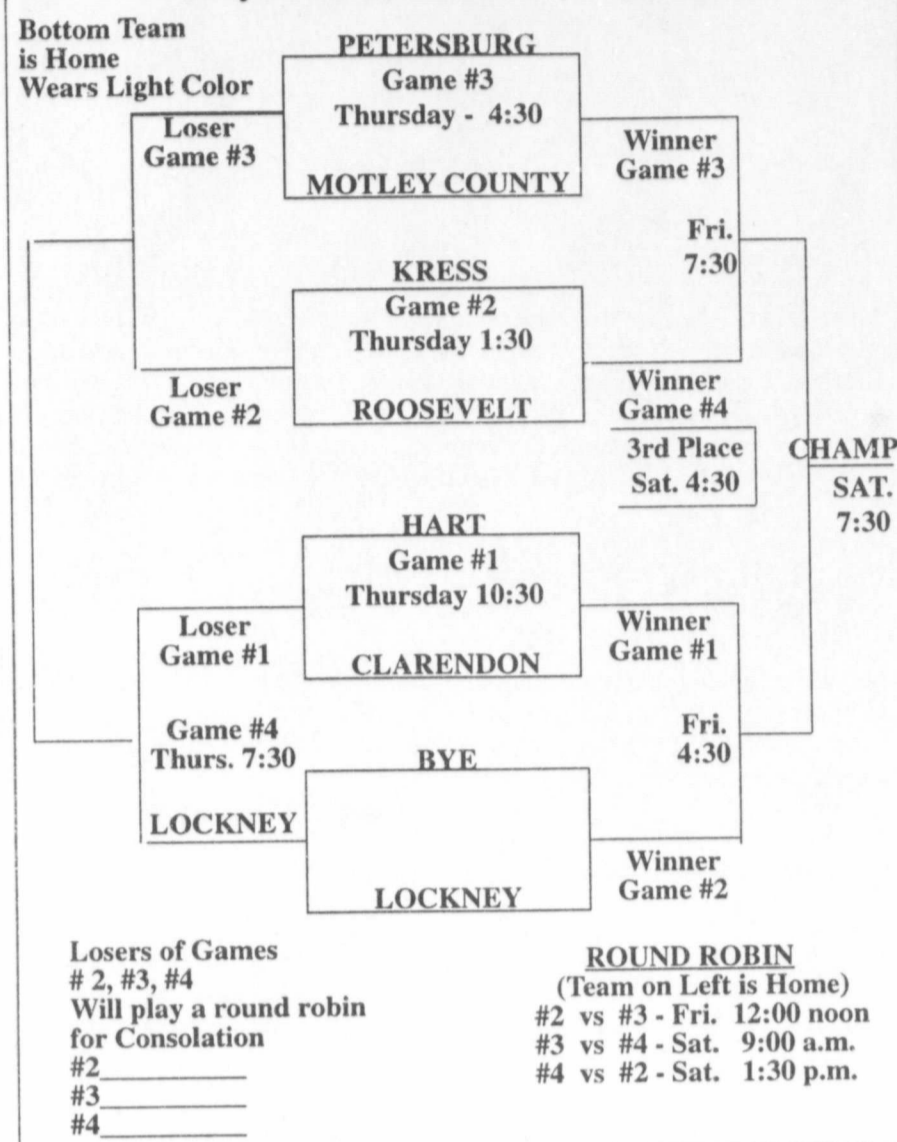 Bottom Team
is Home
Wears Light Color
PETERSBURG
Game #3
Thursday - 4:30
MOTLEY COUNTY
Loser
Game #3
Winner
Game #3
Fri.
7:30
KRESS
Game #2
Thursday 1:30
ROOSEVELT
Loser
Game #2
Winner
Game #4
3rd Place
Sat. 4:30
CHAMP
SAT.
7:30
HART
Game #1
Thursday 10:30
CLARENDON
Loser
Game #1
Winner
Game #1
Game #4
Thurs. 7:30
Fri.
4:30
BYE
LOCKNEY
LOCKNEY
Winner
Game #2
Losers of Games
# 2, #3, #4
Will play a round robin
for Consolation
#2__________
#3__________
#4__________
ROUND ROBIN
(Team on Left is Home)
#2 vs #3 - Fri. 12:00 noon
#3 vs #4 - Sat. 9:00 a.m.
#4 vs #2 - Sat. 1:30 p.m.